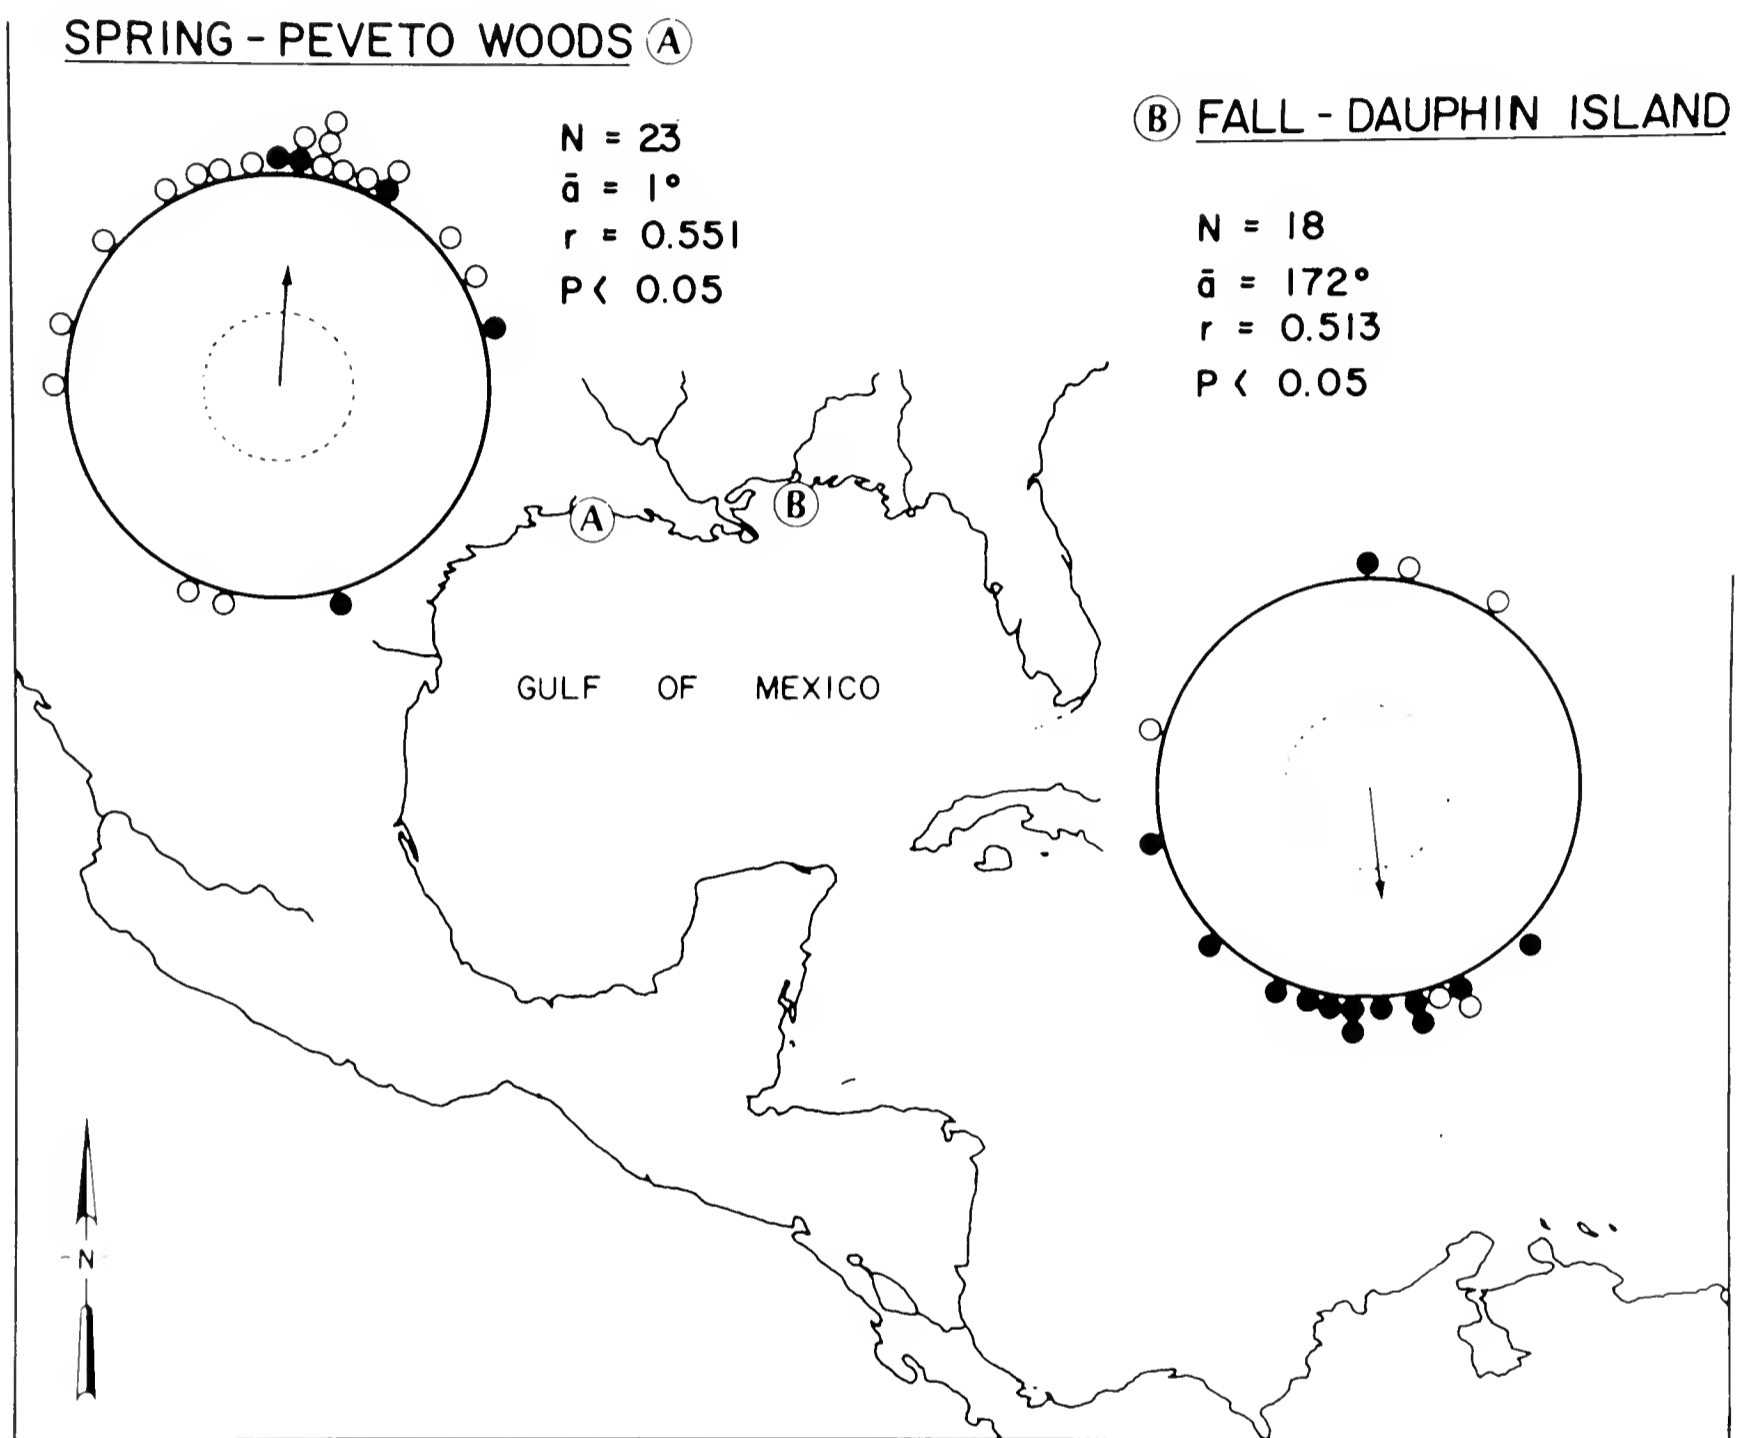 SPRING - PEVETO WOODS A
N = 23
ā = 1°
r = 0.551
P < 0.05
B FALL - DAUPHIN ISLAND
N = 18
ā = 172°
r = 0.513
P < 0.05
A
B
GULF OF MEXICO
N